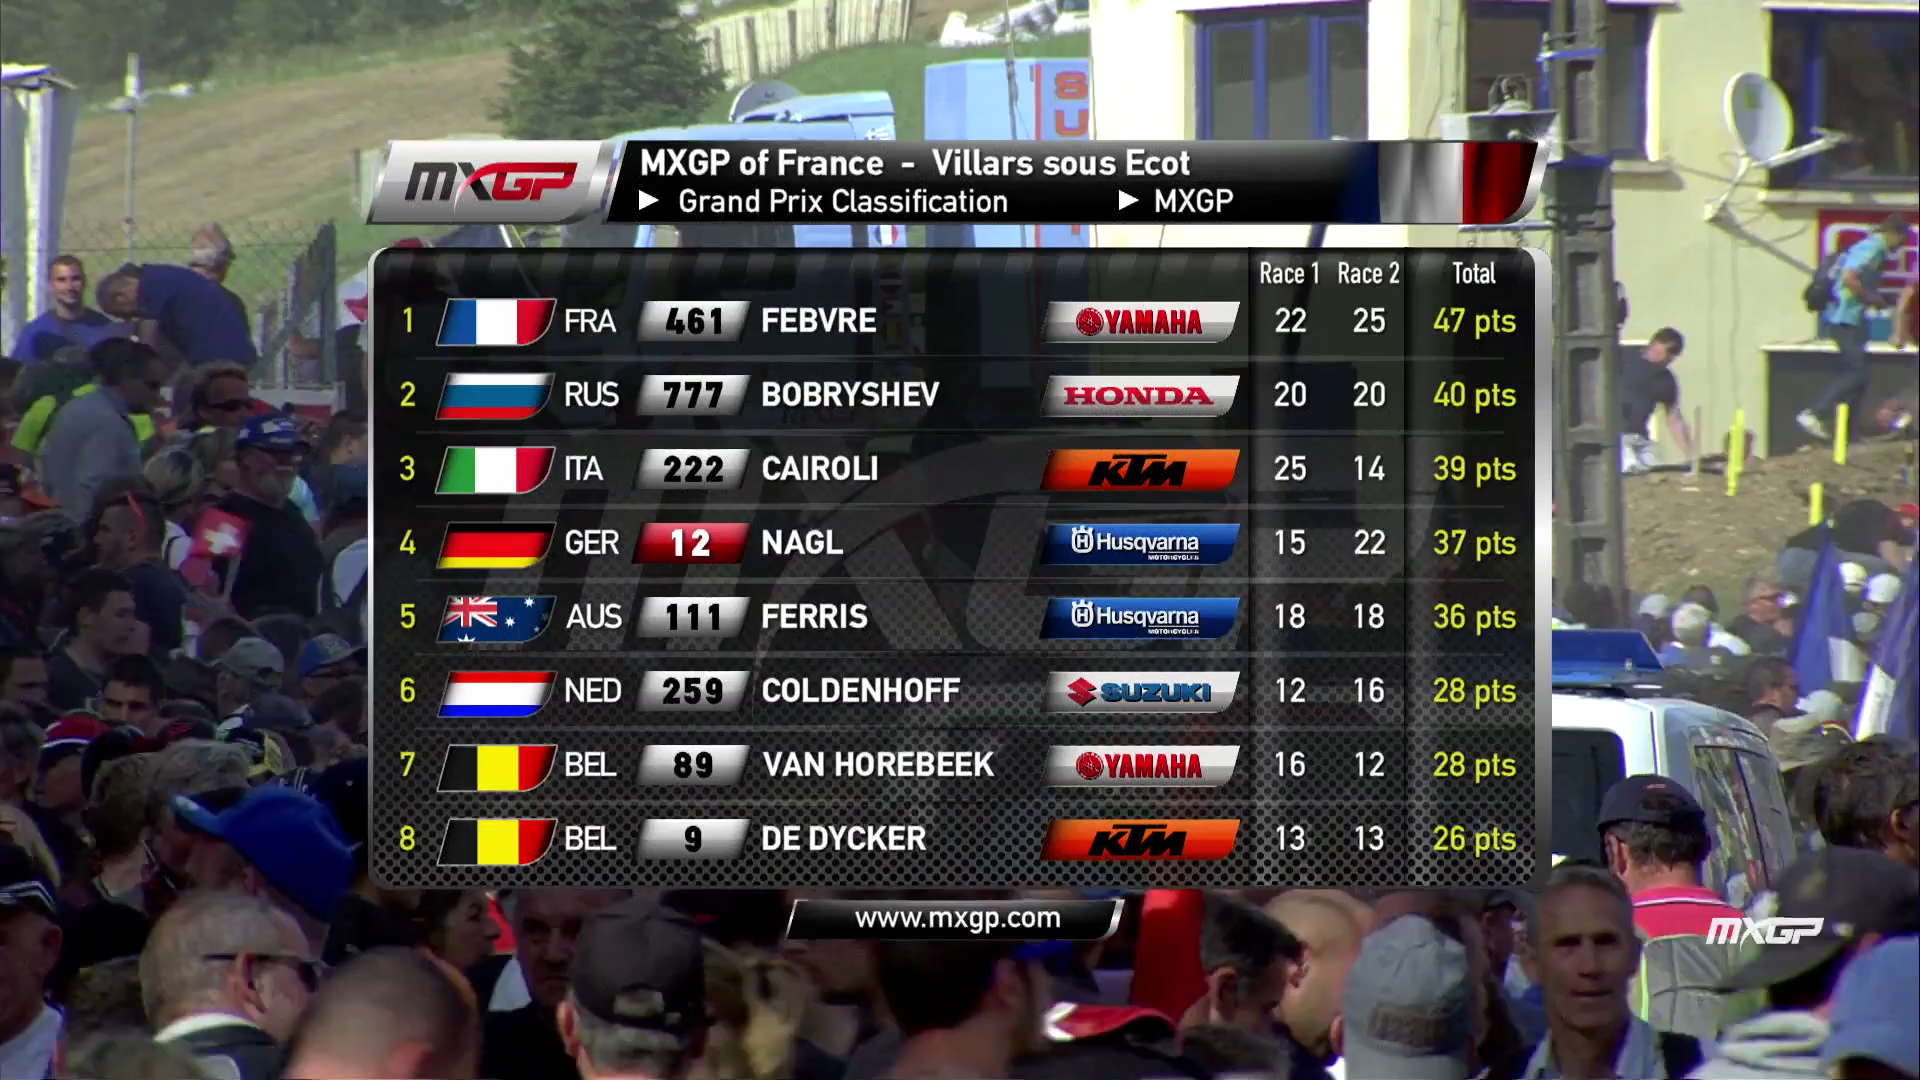 MXGP
MXGP of France - Villars sous Ecot
Grand Prix Classification MXGP
Race 1 Race 2 Total
1 FRA 461 FEBVRE YAMAHA 22 25 47 pts
2 RUS 777 BOBRYSHEV HONDA 20 20 40 pts
3 ITA 222 CAIROLI KTM 25 14 39 pts
4 GER 12 NAGL Husqvarna MOTORCYCLES 15 22 37 pts
5 AUS 111 FERRIS Husqvarna MOTORCYCLES 18 18 36 pts
6 NED 259 COLDENHOFF SUZUKI 12 16 28 pts
7 BEL 89 VAN HOREBEEK YAMAHA 16 12 28 pts
8 BEL 9 DE DYCKER KTM 13 13 26 pts
www.mxgp.com
MXGP